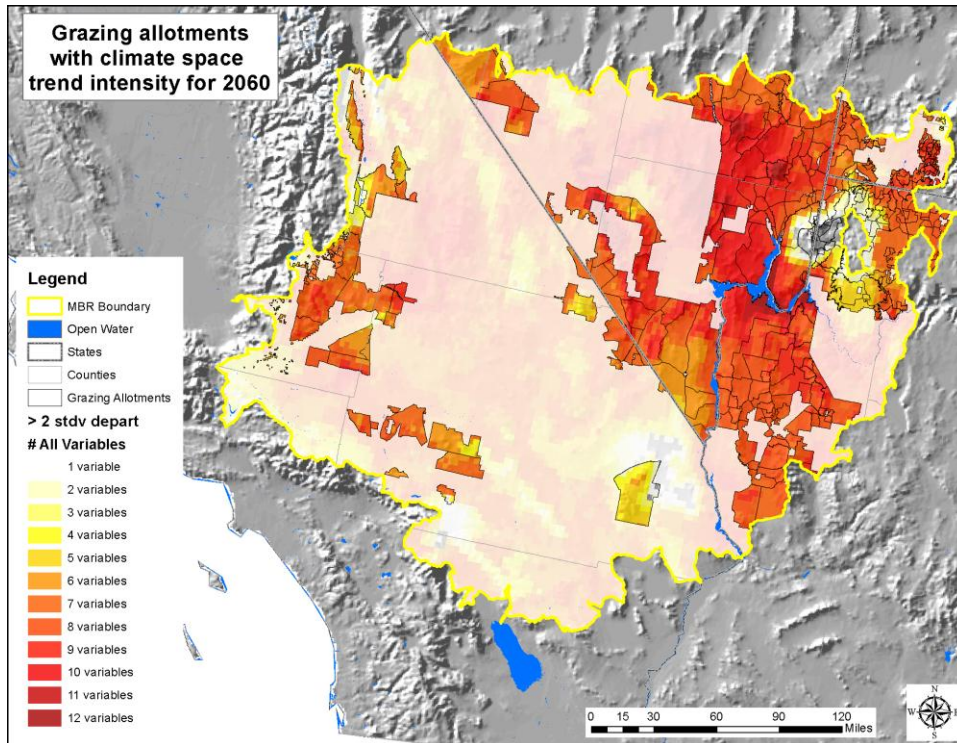 Grazing allotments
with climate space
trend intensity for 2060
Legend
MBR Boundary
Open Water
States
Counties
Grazing Allotments
> 2 stdv depart
# All Variables
1 variable
2 variables
3 variables
4 variables
5 variables
6 variables
7 variables
8 variables
9 variables
10 variables
11 variables
12 variables
0 15 30 60 90 120
Miles
N
W E
S